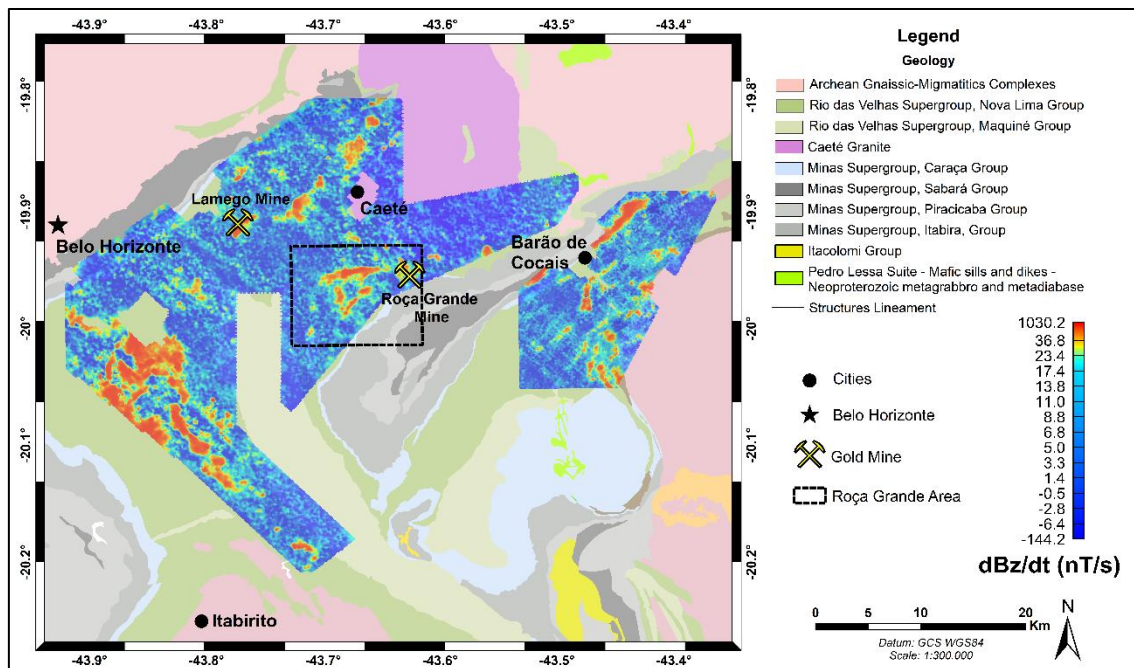 -43.9° -43.8° -43.7° -43.6° -43.5° -43.4°
-19.8°
-19.9°
-20°
-20.1°
-20.2°
-19.8°
-19.9°
-20°
-20.1°
-20.2°
Lamego Mine
Caeté
Belo Horizonte
Barão de
Cocais
Roça Grande
Mine
Itabirito
-43.9° -43.8° -43.7° -43.6° -43.5° -43.4°
Legend
Geology
Archean Gnaissic-Migmatitics Complexes
Rio das Velhas Supergroup, Nova Lima Group
Rio das Velhas Supergroup, Maquiné Group
Caeté Granite
Minas Supergroup, Caraça Group
Minas Supergroup, Sabará Group
Minas Supergroup, Piracicaba Group
Minas Supergroup, Itabira, Group
Itacolomi Group
Pedro Lessa Suite - Mafic sills and dikes -
Neoproterozoic metagrabbro and metadiabase
Structures Lineament
Cities
Belo Horizonte
Gold Mine
Roça Grande Area
1030.2
36.8
23.4
17.4
13.8
11.0
8.8
6.8
5.0
3.3
1.4
-0.5
-2.8
-6.4
-144.2
dBz/dt (nT/s)
0 5 10 20
Km
Datum: GCS WGS84
Scale: 1:300.000
N